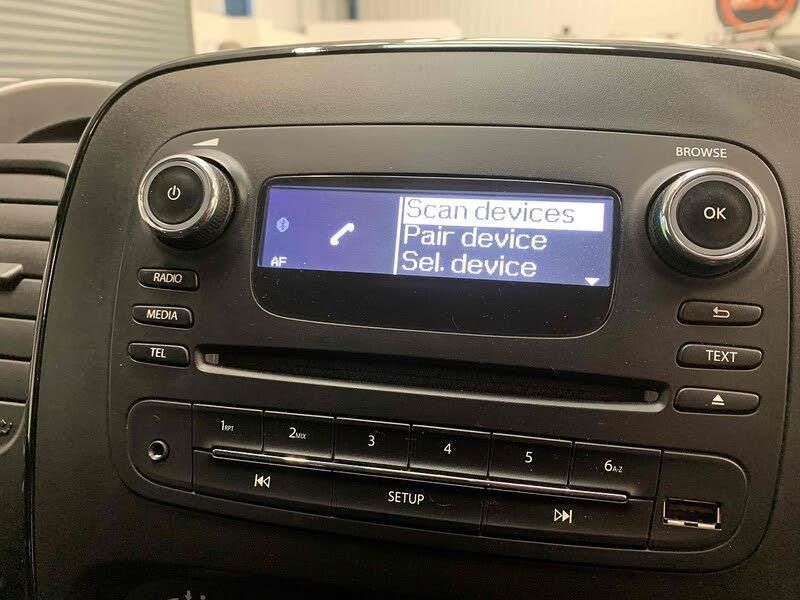 BROWSE
OK
Scan devices
Pair device
Sel. device
AF
RADIO
MEDIA
TEL
TEXT
1RPT
2MIX
3
4
5
6A-Z
SETUP